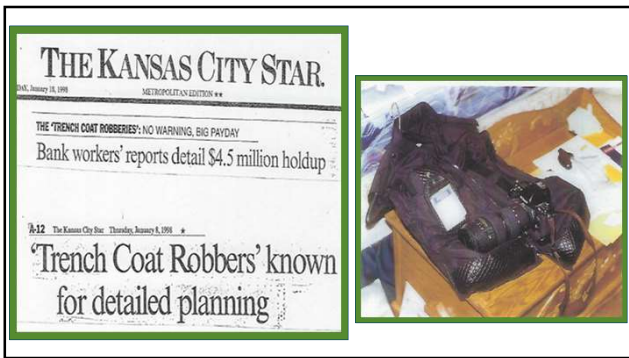 THE KANSAS CITY STAR.
DAY, January 10, 1998 METROPOLITAN EDITION **
THE 'TRENCH COAT ROBBERIES': NO WARNING, BIG PAYDAY
Bank workers' reports detail $4.5 million holdup
A-12 The Kansas City Star Thursday, January 8, 1998 *
'Trench Coat Robbers' known
for detailed planning